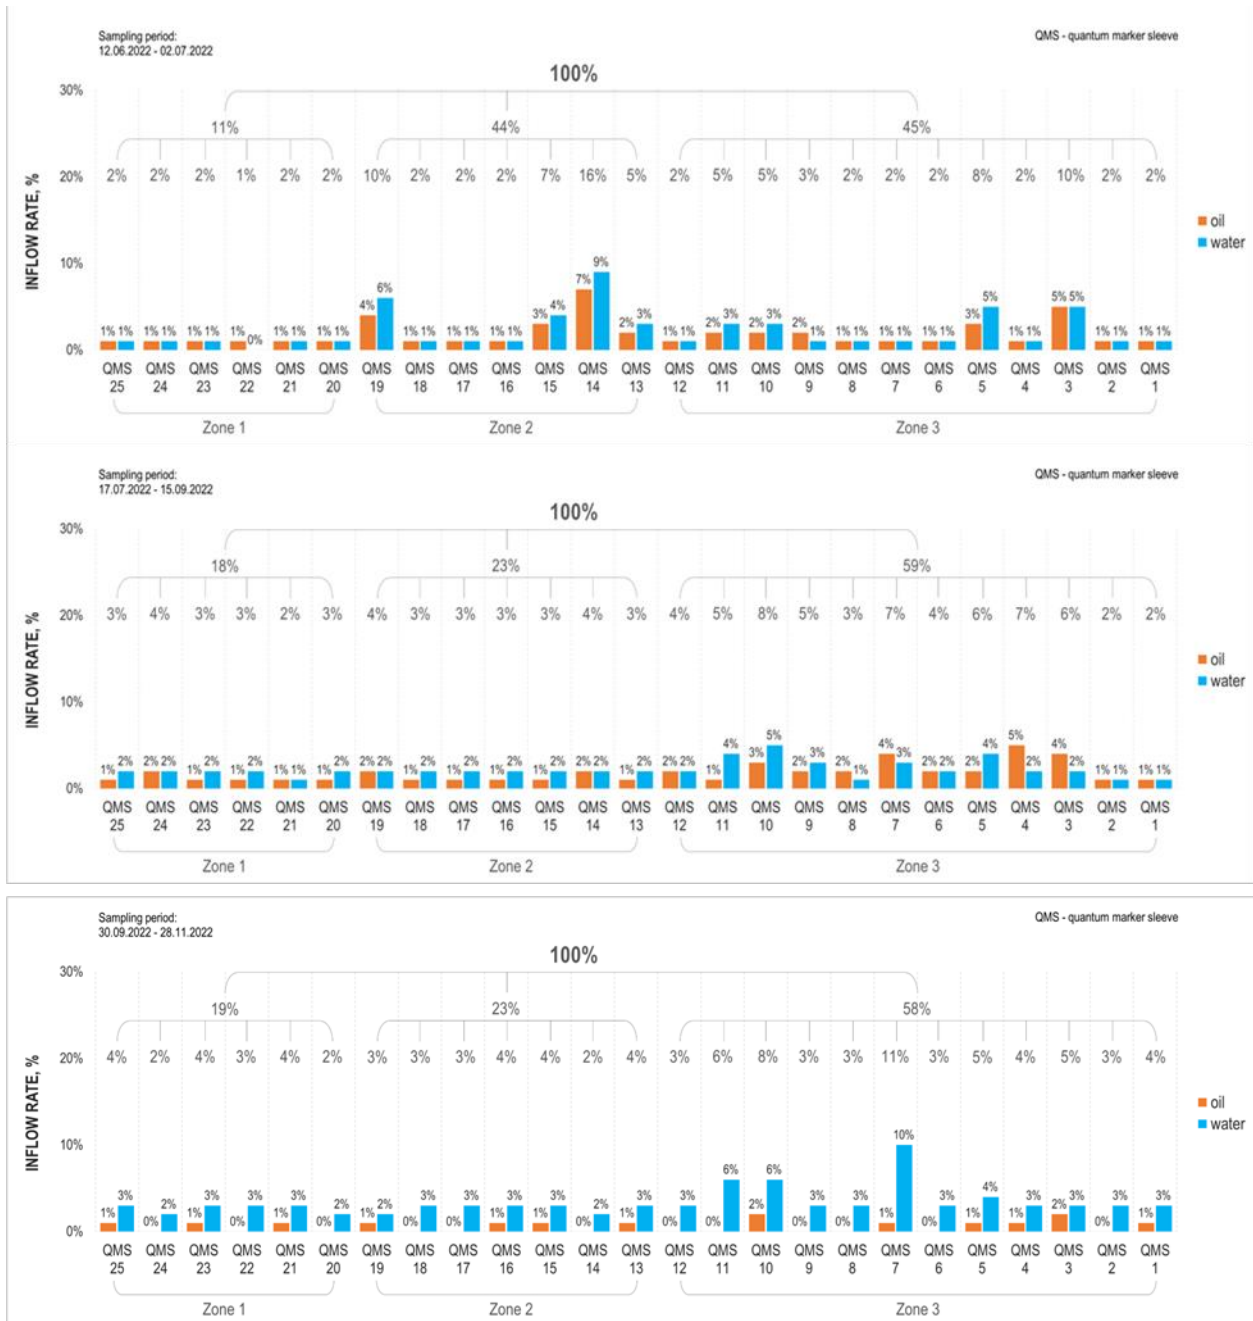 Sampling period:
12.06.2022 - 02.07.2022
QMS - quantum marker sleeve
100%
30%
11% 44% 45%
20%
2% 2% 2% 1% 2% 2% 10% 2% 2% 2% 7% 16% 5% 2% 5% 5% 3% 2% 2% 2% 8% 2% 10% 2% 2%
INFLOW RATE, %
oil
water
10%
1% 1% 1% 1% 1% 1% 1% 0% 1% 1% 1% 1% 4% 6% 1% 1% 1% 1% 1% 1% 3% 4% 7% 9% 2% 3% 1% 1% 2% 3% 2% 3% 2% 1% 1% 1% 1% 1% 1% 1% 3% 5% 1% 1% 5% 5% 1% 1% 1% 1%
0%
QMS QMS QMS QMS QMS QMS QMS QMS QMS QMS QMS QMS QMS QMS QMS QMS QMS QMS QMS QMS QMS QMS QMS QMS QMS
25 24 23 22 21 20 19 18 17 16 15 14 13 12 11 10 9 8 7 6 5 4 3 2 1
Zone 1 Zone 2 Zone 3
Sampling period:
17.07.2022 - 15.09.2022
QMS - quantum marker sleeve
100%
30%
18% 23% 59%
20%
3% 4% 3% 3% 2% 3% 4% 3% 3% 3% 3% 4% 3% 4% 5% 8% 5% 3% 7% 4% 6% 7% 6% 2% 2%
INFLOW RATE, %
oil
water
10%
1% 2% 2% 2% 1% 2% 1% 2% 1% 1% 1% 2% 2% 2% 1% 2% 1% 2% 1% 2% 1% 2% 2% 2% 1% 2% 2% 2% 1% 4% 3% 5% 2% 3% 2% 1% 4% 3% 2% 2% 2% 4% 5% 2% 4% 2% 1% 1% 1% 1%
0%
QMS QMS QMS QMS QMS QMS QMS QMS QMS QMS QMS QMS QMS QMS QMS QMS QMS QMS QMS QMS QMS QMS QMS QMS QMS
25 24 23 22 21 20 19 18 17 16 15 14 13 12 11 10 9 8 7 6 5 4 3 2 1
Zone 1 Zone 2 Zone 3
Sampling period:
30.09.2022 - 28.11.2022
QMS - quantum marker sleeve
100%
30%
19% 23% 58%
20%
4% 2% 4% 3% 4% 2% 3% 3% 3% 4% 4% 2% 4% 3% 6% 8% 3% 3% 11% 3% 5% 4% 5% 3% 4%
INFLOW RATE, %
oil
water
10%
1% 3% 0% 2% 1% 3% 0% 3% 1% 3% 0% 2% 1% 2% 0% 3% 0% 3% 1% 3% 1% 3% 0% 2% 1% 3% 0% 3% 0% 6% 2% 6% 0% 3% 0% 3% 1% 10% 0% 3% 1% 4% 1% 3% 2% 3% 0% 3% 1% 3%
0%
QMS QMS QMS QMS QMS QMS QMS QMS QMS QMS QMS QMS QMS QMS QMS QMS QMS QMS QMS QMS QMS QMS QMS QMS QMS
25 24 23 22 21 20 19 18 17 16 15 14 13 12 11 10 9 8 7 6 5 4 3 2 1
Zone 1 Zone 2 Zone 3